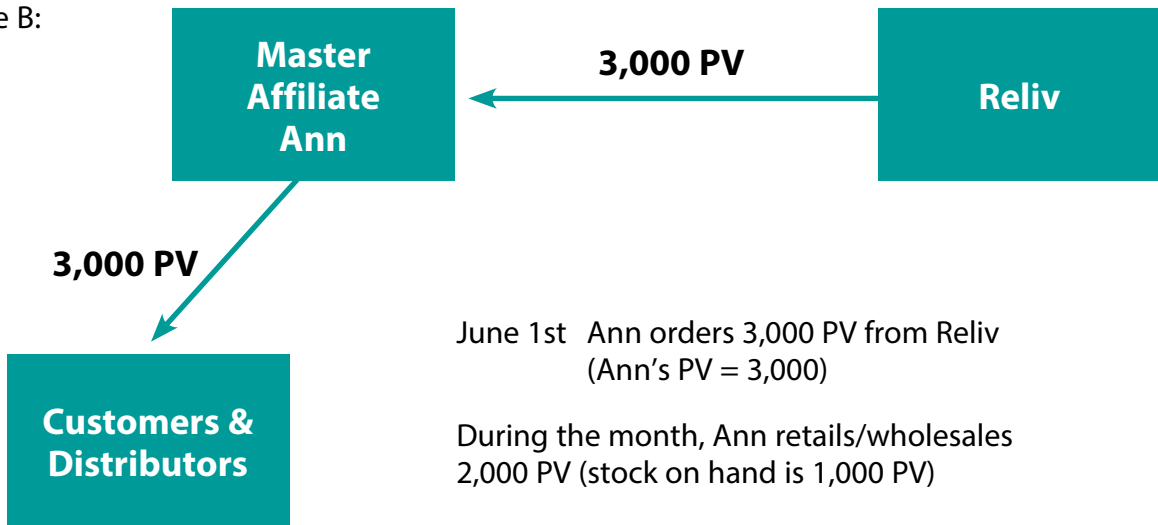 e B:
Master
Affiliate
Ann
3,000 PV
Reliv
3,000 PV
Customers &
Distributors
June 1st Ann orders 3,000 PV from Reliv
(Ann’s PV = 3,000)
During the month, Ann retails/wholesales
2,000 PV (stock on hand is 1,000 PV)